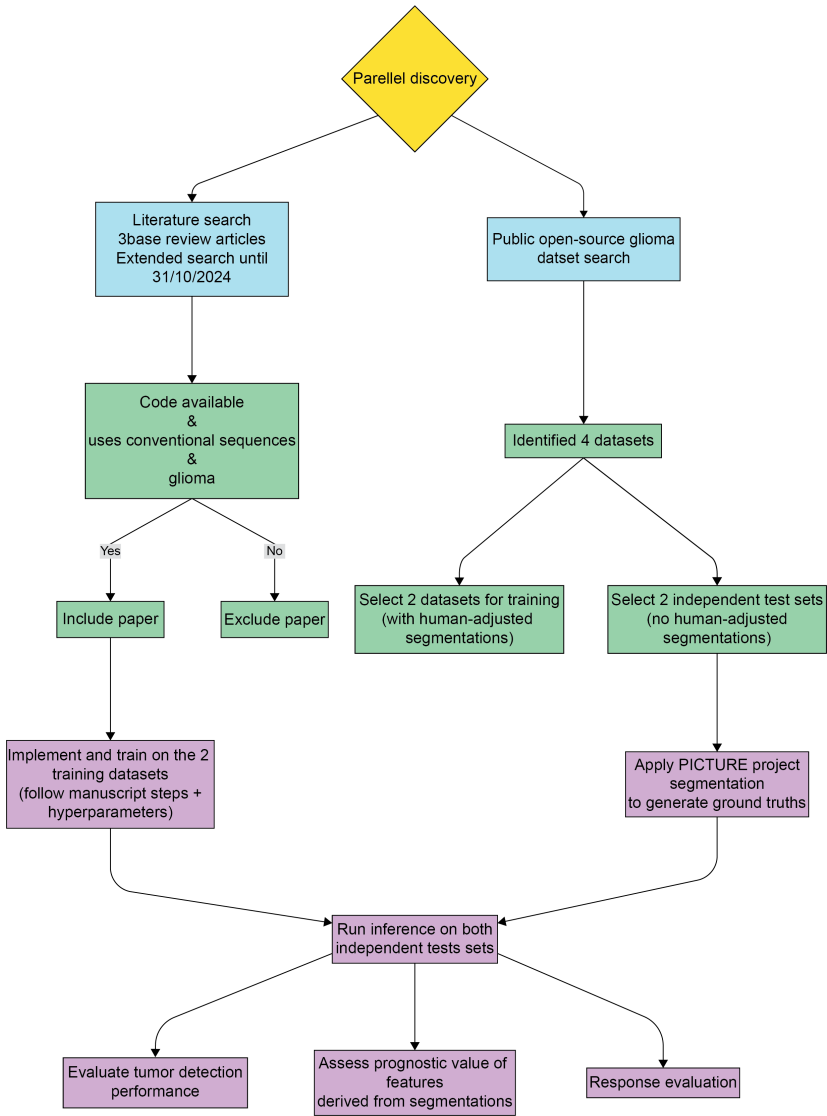 Parellel discovery
Literature search
3base review articles
Extended search until
31/10/2024
Public open-source glioma
datset search
Code available
&
uses conventional sequences
&
glioma
Identified 4 datasets
Yes
No
Include paper
Exclude paper
Select 2 datasets for training
(with human-adjusted
segmentations)
Select 2 independent test sets
(no human-adjusted
segmentations)
Implement and train on the 2
training datasets
(follow manuscript steps +
hyperparameters)
Apply PICTURE project
segmentation
to generate ground truths
Run inference on both
independent tests sets
Evaluate tumor detection
performance
Assess prognostic value of
features
derived from segmentations
Response evaluation